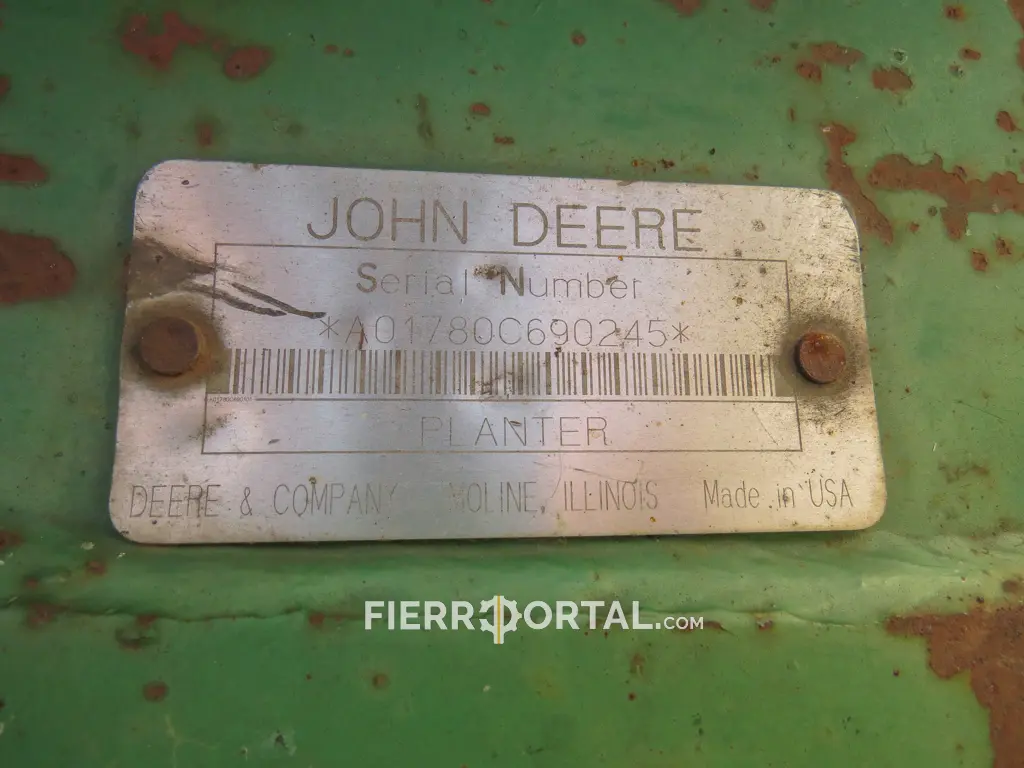 JOHN DEERE
Serial Number
*A01780C690245*
PLANTER
DEERE & COMPANY MOLINE, ILLINOIS Made in USA
FIERROPORTAL.COM